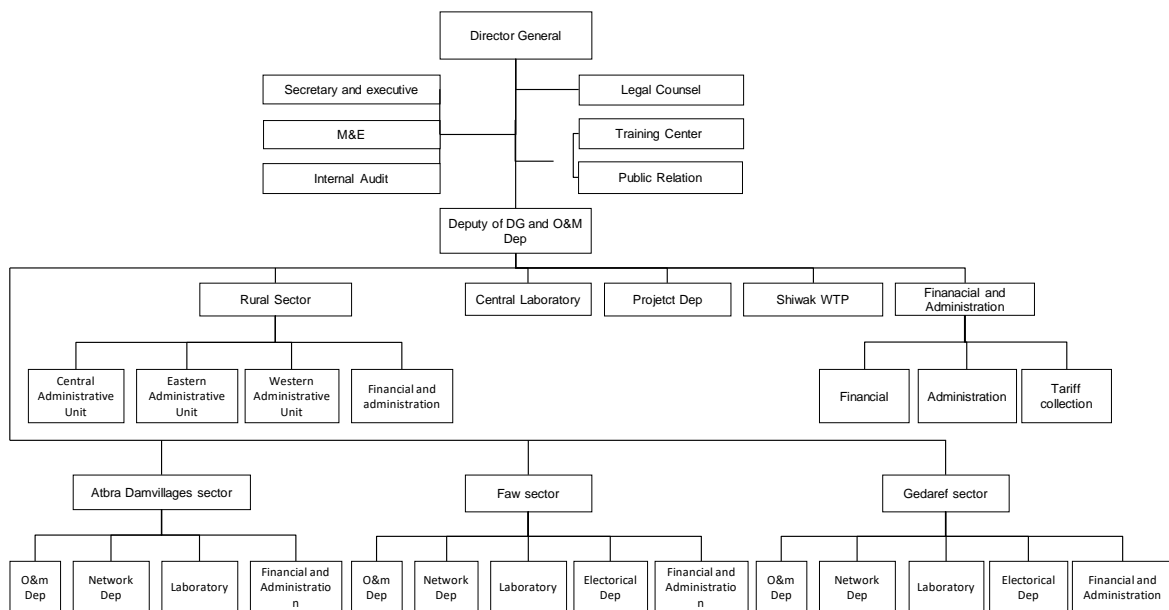 Director General
Secretary and executive
Legal Counsel
M&E
Training Center
Internal Audit
Public Relation
Deputy of DG and O&M
Dep
Rural Sector
Central Laboratory
Projetct Dep
Shiwak WTP
Finanacial and
Administration
Central
Administrative
Unit
Eastern
Administrative
Unit
Western
Administrative
Unit
Financial and
administration
Financial
Administration
Tariff
collection
Atbra Damvillages sector
Faw sector
Gedaref sector
O&m
Dep
Network
Dep
Laboratory
Financial and
Administratio
n
O&m
Dep
Network
Dep
Laboratory
Electorical
Dep
Financial and
Administratio
n
O&m
Dep
Network
Dep
Laboratory
Electorical
Dep
Financial and
Administration